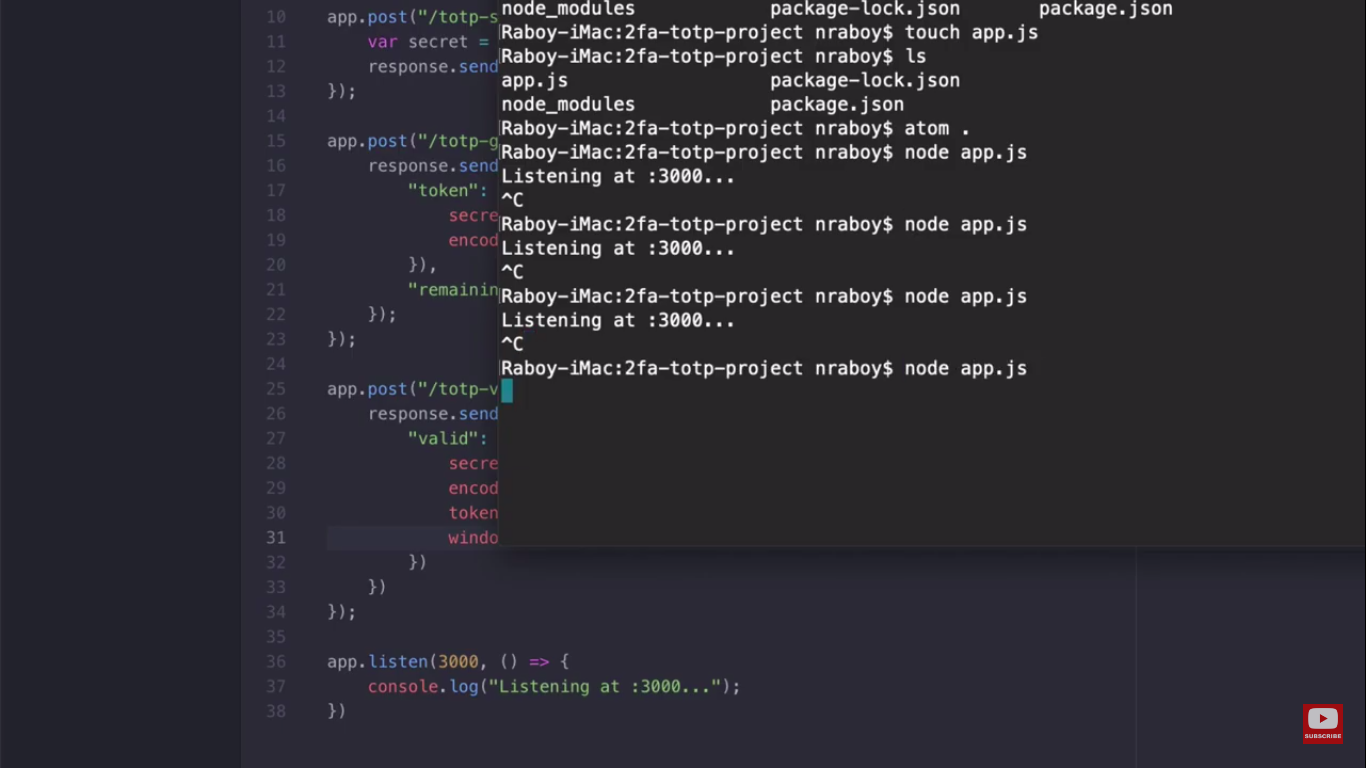 10 app.post("/totp-s
11 var secret =
12 response.send
13 });
14
15 app.post("/totp-g
16 response.send
17 "token":
18 secre
19 encod
20 }),
21 "remainin
22 });
23 });
24
25 app.post("/totp-v
26 response.send
27 "valid":
28 secre
29 encod
30 token
31 windo
32 })
33 })
34 });
35
36 app.listen(3000, () => {
37 console.log("Listening at :3000...");
38 })
node_modules package-lock.json package.json
Raboy-iMac:2fa-totp-project nraboy$ touch app.js
Raboy-iMac:2fa-totp-project nraboy$ ls
app.js package-lock.json
node_modules package.json
Raboy-iMac:2fa-totp-project nraboy$ atom .
Raboy-iMac:2fa-totp-project nraboy$ node app.js
Listening at :3000...
^C
Raboy-iMac:2fa-totp-project nraboy$ node app.js
Listening at :3000...
^C
Raboy-iMac:2fa-totp-project nraboy$ node app.js
Listening at :3000...
^C
Raboy-iMac:2fa-totp-project nraboy$ node app.js
SUBSCRIBE